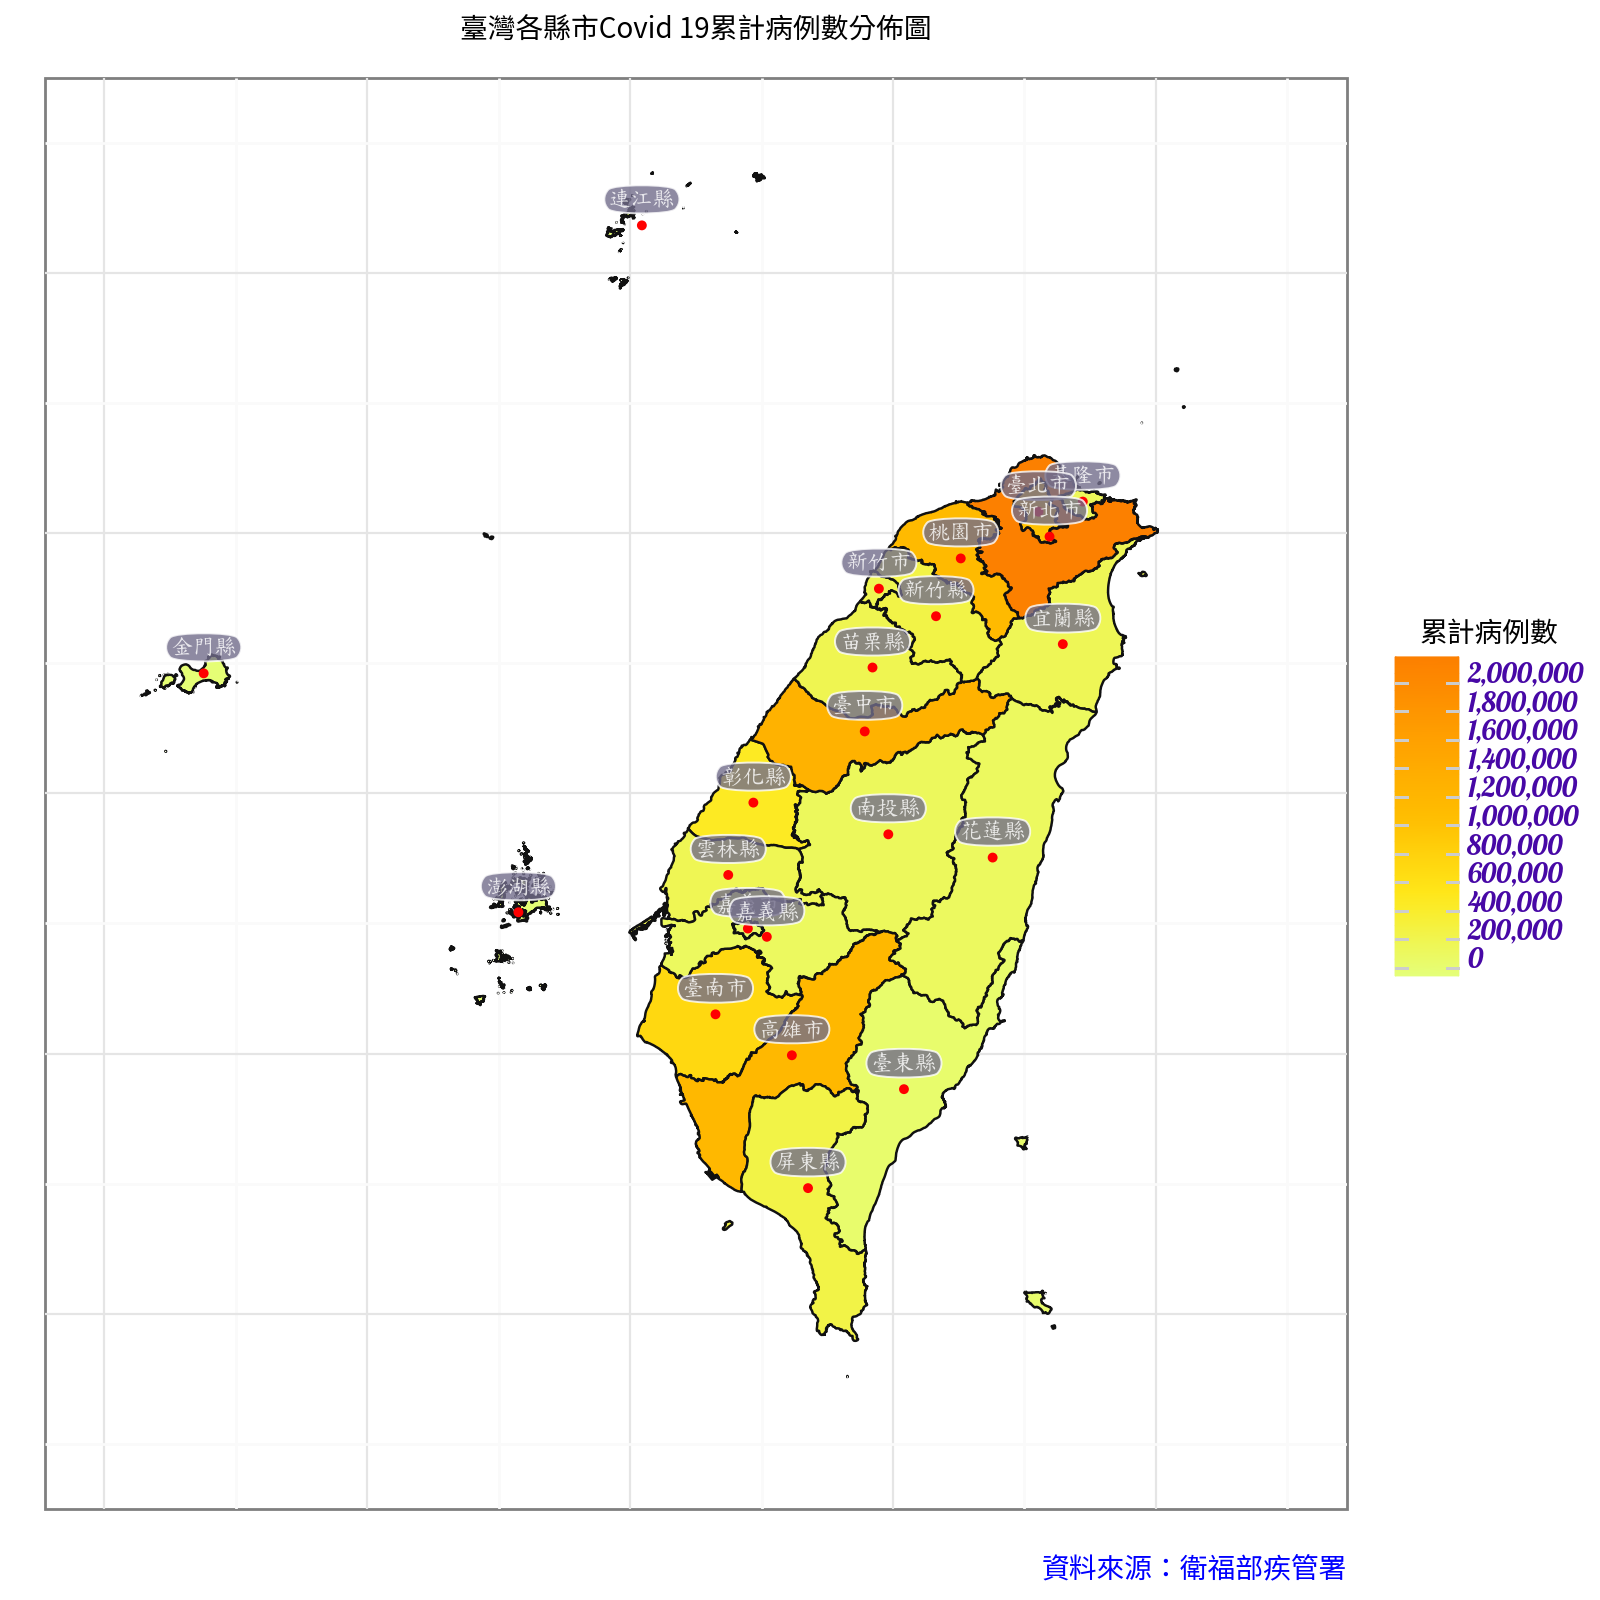 臺灣各縣市Covid 19累計病例數分佈圖
連江縣
基隆市
臺北市
新北市
桃園市
新竹市
新竹縣
宜蘭縣
苗栗縣
金門縣
臺中市
彰化縣
南投縣
花蓮縣
雲林縣
澎湖縣
嘉義縣
臺南市
高雄市
臺東縣
屏東縣
累計病例數
2,000,000
1,800,000
1,600,000
1,400,000
1,200,000
1,000,000
800,000
600,000
400,000
200,000
0
資料來源：衛福部疾管署